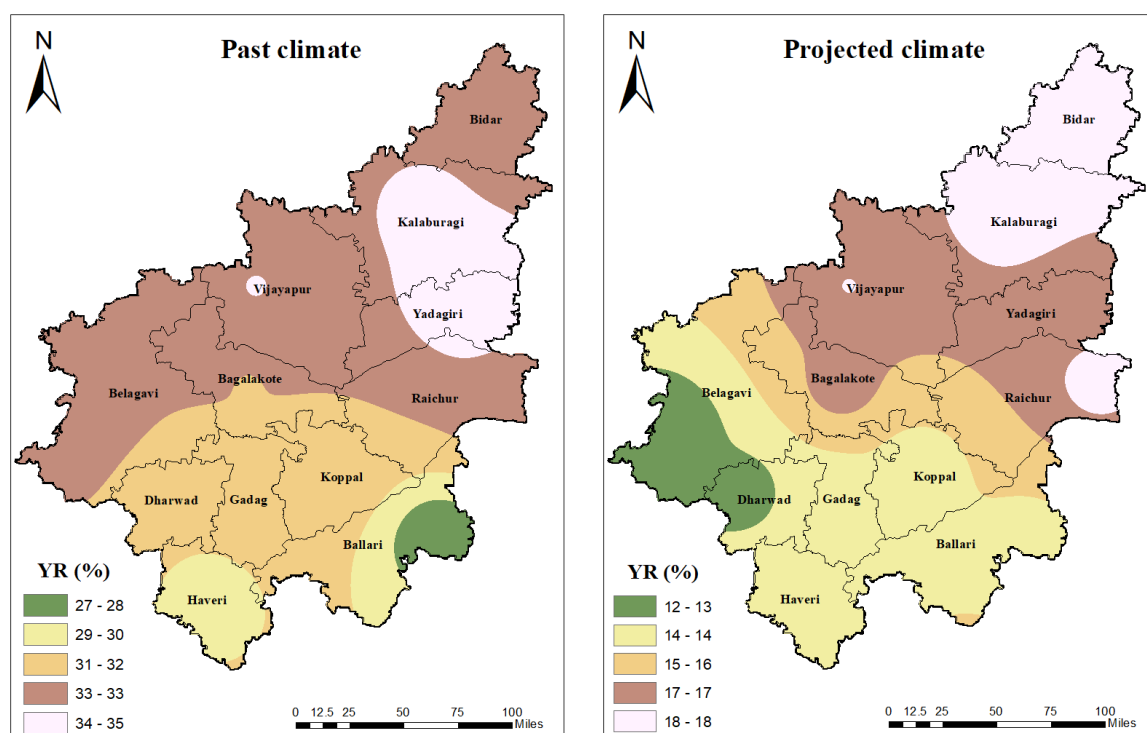 Past climate
N
Bidar
Kalaburagi
Vijayapur
Yadagiri
Belagavi
Bagalakote
Raichur
Koppal
Dharwad
Gadag
Ballari
Haveri
YR (%)
27 - 28
29 - 30
31 - 32
33 - 33
34 - 35
0 12.5 25 50 75 100
Miles
Projected climate
N
Bidar
Kalaburagi
Vijayapur
Yadagiri
Belagavi
Bagalakote
Raichur
Koppal
Dharwad
Gadag
Ballari
Haveri
YR (%)
12 - 13
14 - 14
15 - 16
17 - 17
18 - 18
0 12.5 25 50 75 100
Miles